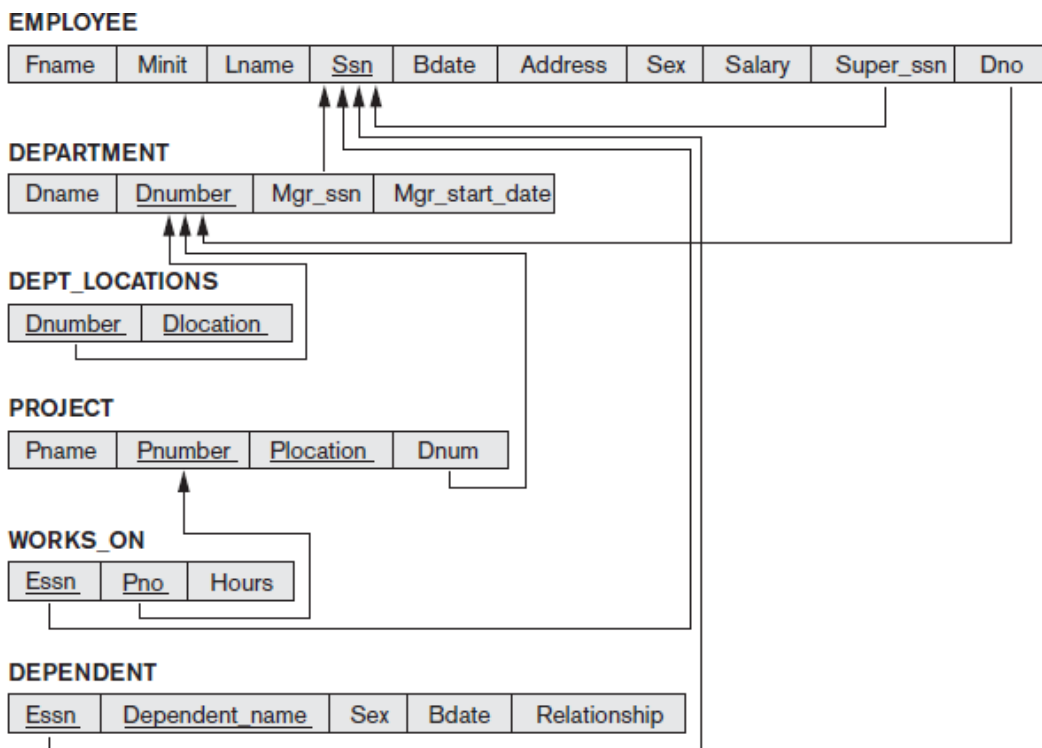 EMPLOYEE
Fname Minit Lname Ssn Bdate Address Sex Salary Super_ssn Dno
DEPARTMENT
Dname Dnumber Mgr_ssn Mgr_start_date
DEPT_LOCATIONS
Dnumber Dlocation
PROJECT
Pname Pnumber Plocation Dnum
WORKS_ON
Essn Pno Hours
DEPENDENT
Essn Dependent_name Sex Bdate Relationship